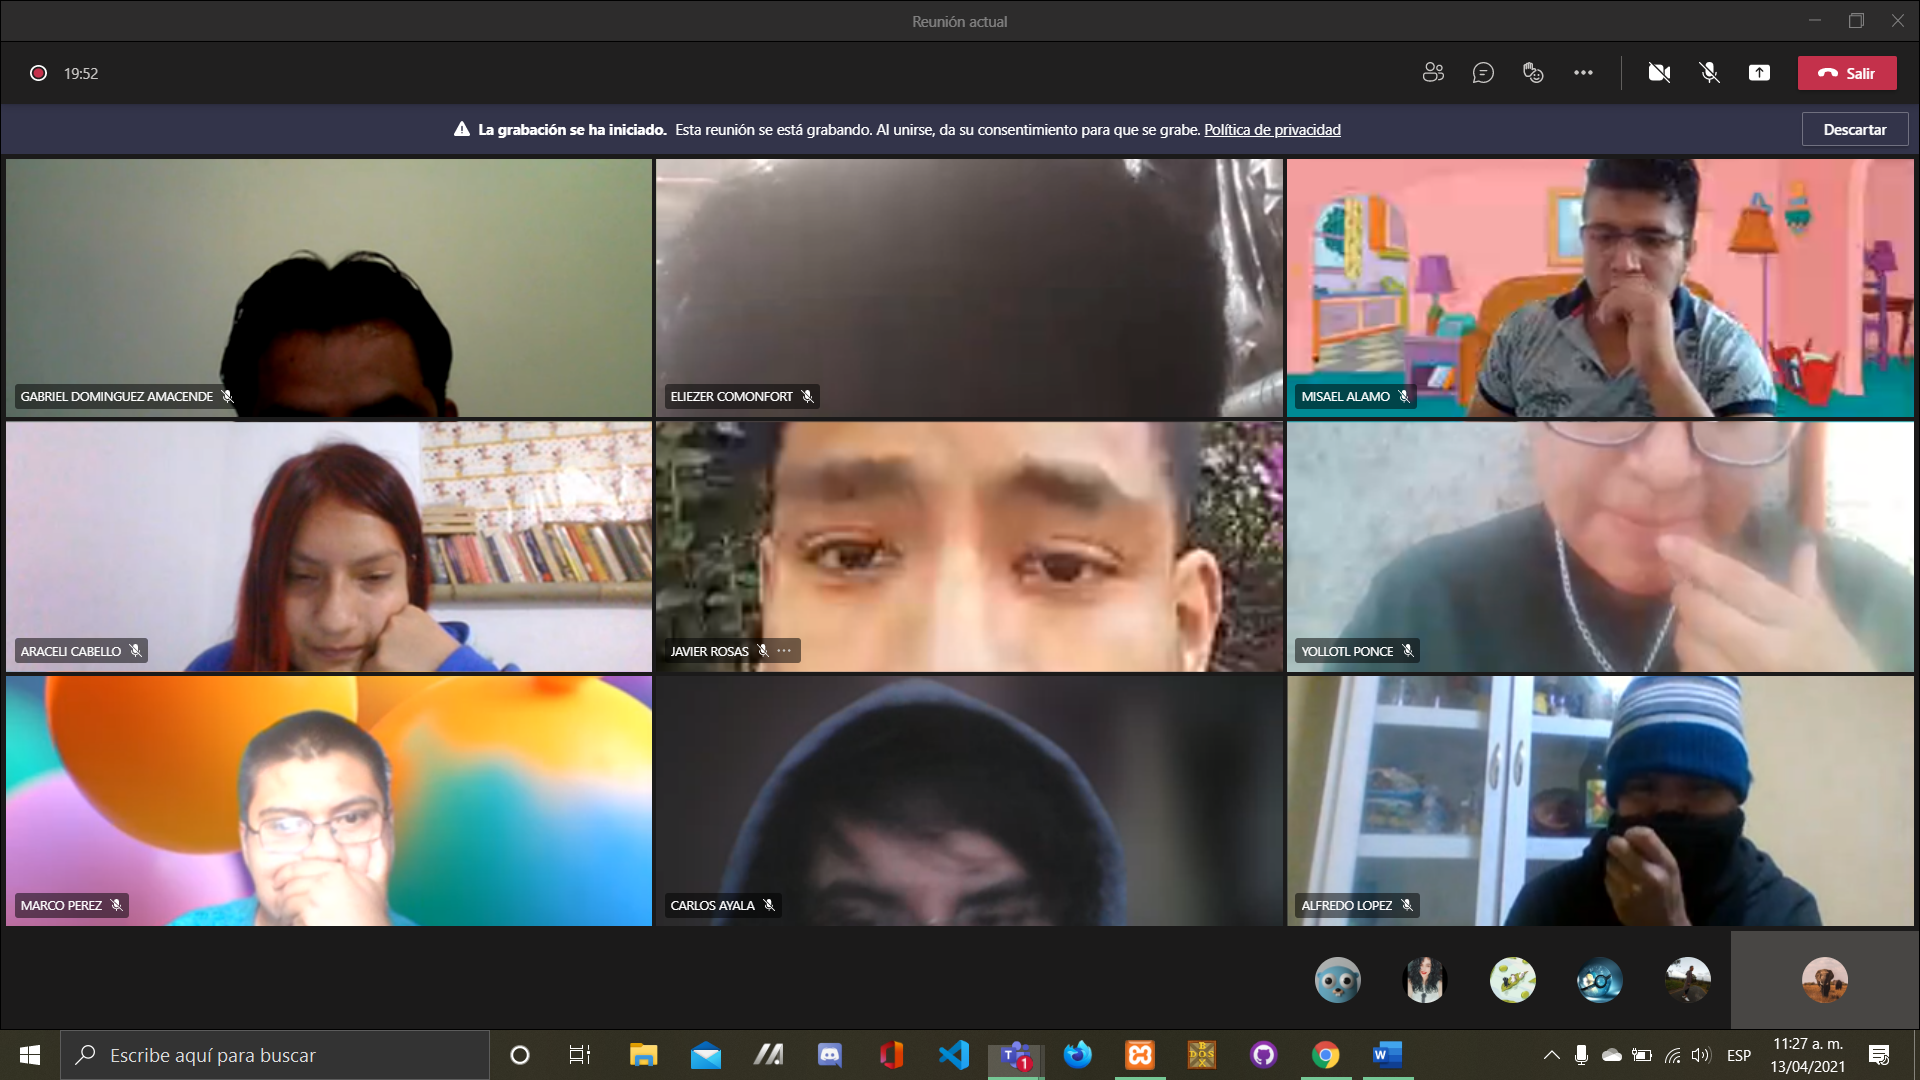 Reunión actual
19:52
Salir
La grabación se ha iniciado. Esta reunión se está grabando. Al unirse, da su consentimiento para que se grabe. Política de privacidad
Descartar
GABRIEL DOMINGUEZ AMACENDE
ELIEZER COMONFORT
MISAEL ALAMO
ARACELI CABELLO
JAVIER ROSAS
YOLLOTL PONCE
MARCO PEREZ
CARLOS AYALA
ALFREDO LOPEZ
Escribe aquí para buscar
T
1
DOS
W
ESP
11:27 a. m.
13/04/2021